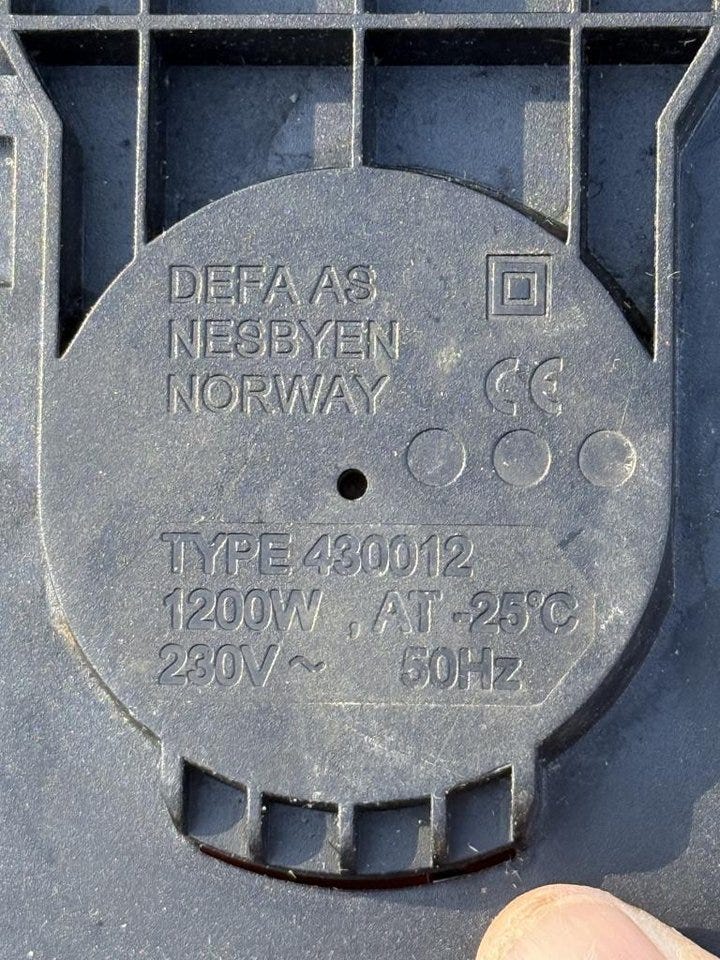 DEFA AS
NESBYEN
NORWAY
CE
TYPE 430012
1200W , AT -25°C
230V ~ 50Hz